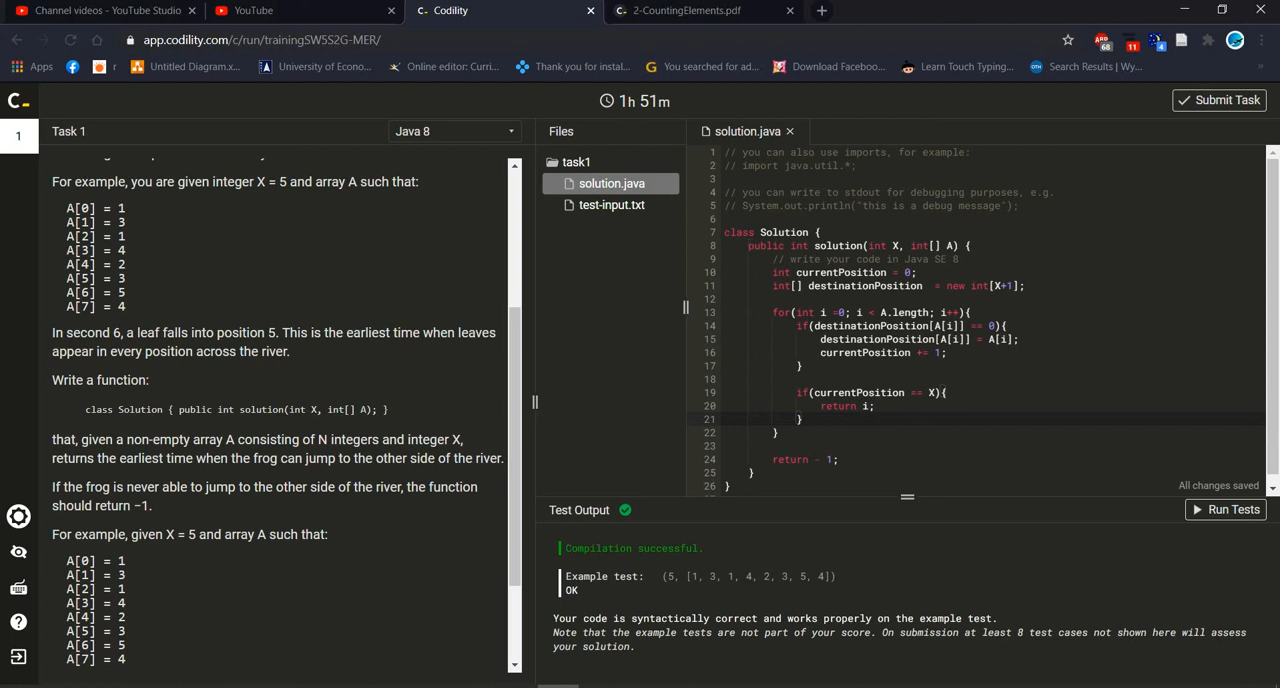 Channel videos - YouTube Studio
YouTube
Codility
2-CountingElements.pdf
app.codility.com/c/run/trainingSW5S2G-MER/
68
11
4
Apps
r
Untitled Diagram.x...
University of Econo...
Online editor: Curri...
Thank you for instal...
You searched for ad...
Download Faceboo...
Learn Touch Typing...
Search Results | Wy...
1h 51m
Submit Task
1
Task 1
Java 8
Files
solution.java
task1
solution.java
test-input.txt
For example, you are given integer X = 5 and array A such that:
A[0] = 1
A[1] = 3
A[2] = 1
A[3] = 4
A[4] = 2
A[5] = 3
A[6] = 5
A[7] = 4
In second 6, a leaf falls into position 5. This is the earliest time when leaves
appear in every position across the river.
Write a function:
class Solution { public int solution(int X, int[] A); }
that, given a non-empty array A consisting of N integers and integer X,
returns the earliest time when the frog can jump to the other side of the river.
If the frog is never able to jump to the other side of the river, the function
should return −1.
For example, given X = 5 and array A such that:
A[0] = 1
A[1] = 3
A[2] = 1
A[3] = 4
A[4] = 2
A[5] = 3
A[6] = 5
A[7] = 4
1 // you can also use imports, for example:
2 // import java.util.*;
3
4 // you can write to stdout for debugging purposes, e.g.
5 // System.out.println("this is a debug message");
6
7 class Solution {
8 public int solution(int X, int[] A) {
9 // write your code in Java SE 8
10 int currentPosition = 0;
11 int[] destinationPosition  = new int[X+1];
12
13 for(int i =0; i < A.length; i++){
14 if(destinationPosition[A[i]] == 0){
15 destinationPosition[A[i]] = A[i];
16 currentPosition += 1;
17 }
18
19 if(currentPosition == X){
20 return i;
21 }
22 }
23
24 return - 1;
25 }
26 }
All changes saved
Test Output
Run Tests
Compilation successful.
Example test: (5, [1, 3, 1, 4, 2, 3, 5, 4])
OK
Your code is syntactically correct and works properly on the example test.
Note that the example tests are not part of your score. On submission at least 8 test cases not shown here will assess
your solution.